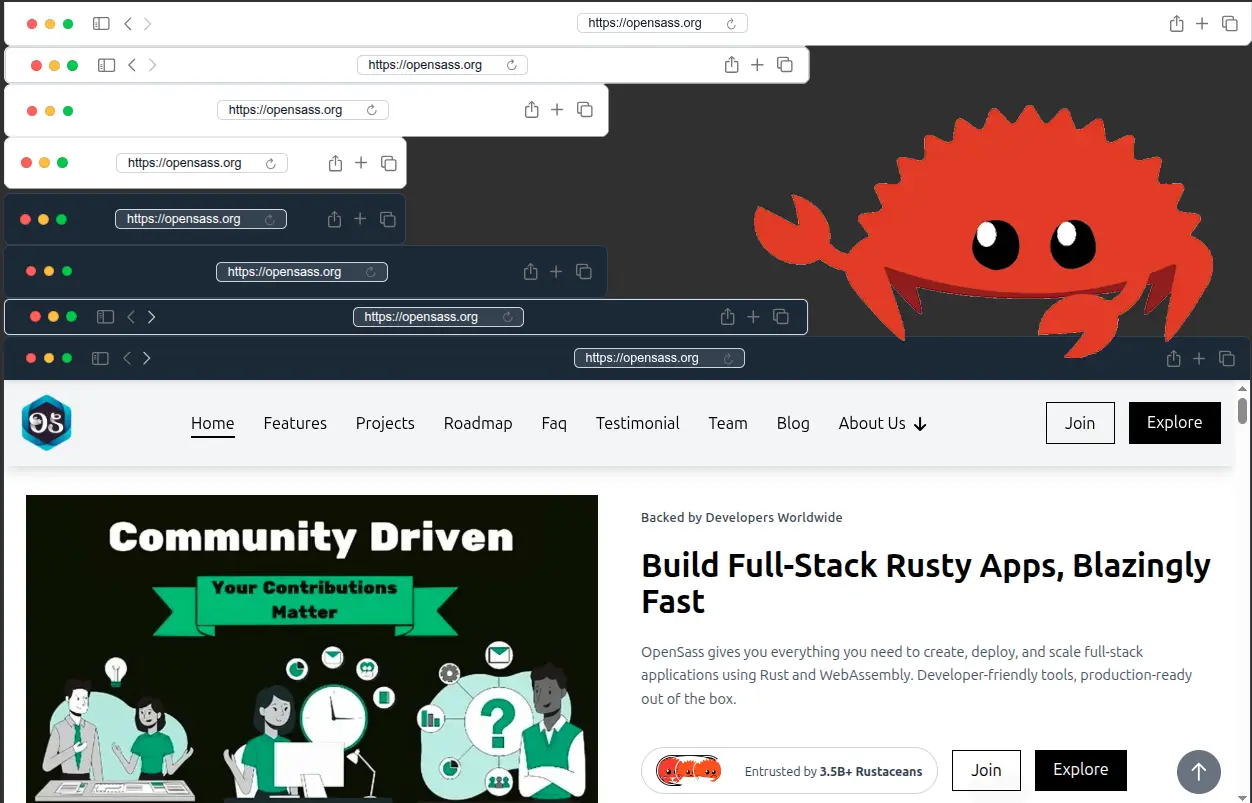 https://opensass.org
https://opensass.org
https://opensass.org
https://opensass.org
https://opensass.org
https://opensass.org
https://opensass.org
https://opensass.org
OS
Home Features Projects Roadmap Faq Testimonial Team Blog About Us
Join Explore
Community Driven
Your Contributions
Matter
?
Backed by Developers Worldwide
Build Full-Stack Rusty Apps, Blazingly
Fast
OpenSass gives you everything you need to create, deploy, and scale full-stack
applications using Rust and WebAssembly. Developer-friendly tools, production-ready
out of the box.
Entrusted by 3.5B+ Rustaceans
Join Explore